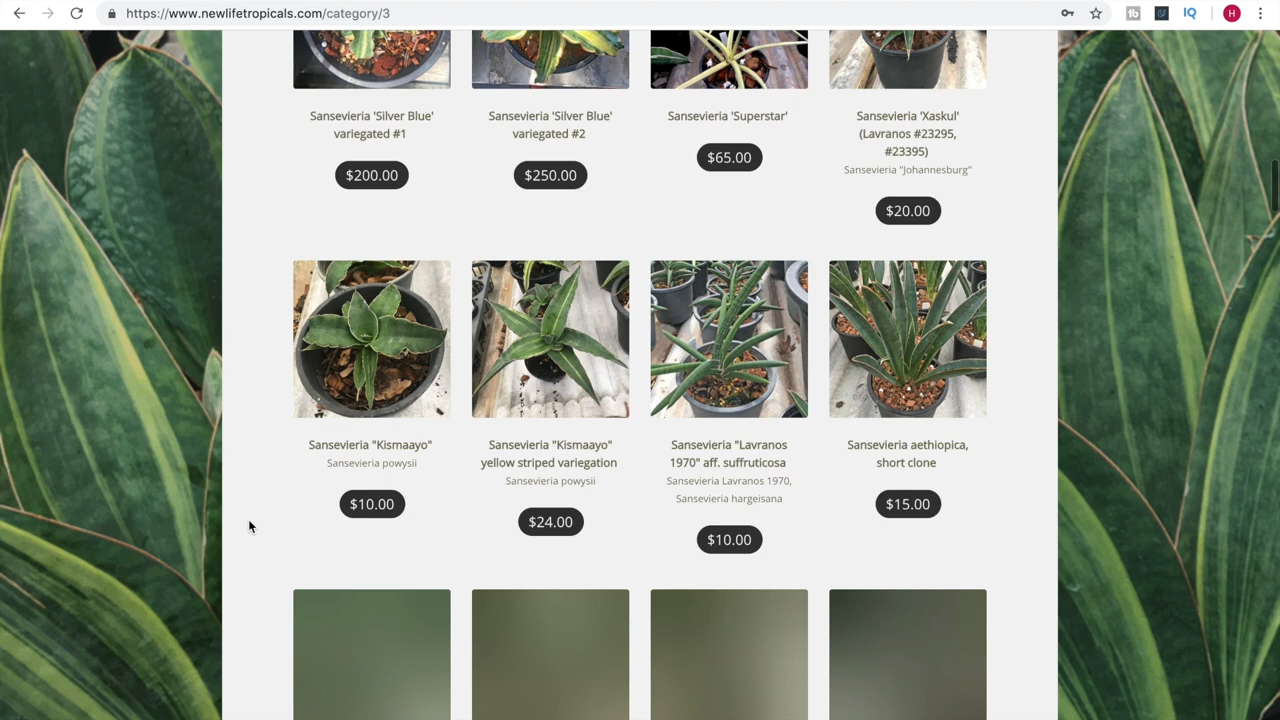 https://www.newlifetropicals.com/category/3
H
Sansevieria 'Silver Blue'
variegated #1
$200.00
Sansevieria 'Silver Blue'
variegated #2
$250.00
Sansevieria 'Superstar'
$65.00
Sansevieria 'Xaskul'
(Lavranos #23295,
#23395)
Sansevieria "Johannesburg"
$20.00
Sansevieria "Kismaayo"
Sansevieria powysii
$10.00
Sansevieria "Kismaayo"
yellow striped variegation
Sansevieria powysii
$24.00
Sansevieria "Lavranos
1970" aff. suffruticosa
Sansevieria Lavranos 1970,
Sansevieria hargeisana
$10.00
Sansevieria aethiopica,
short clone
$15.00